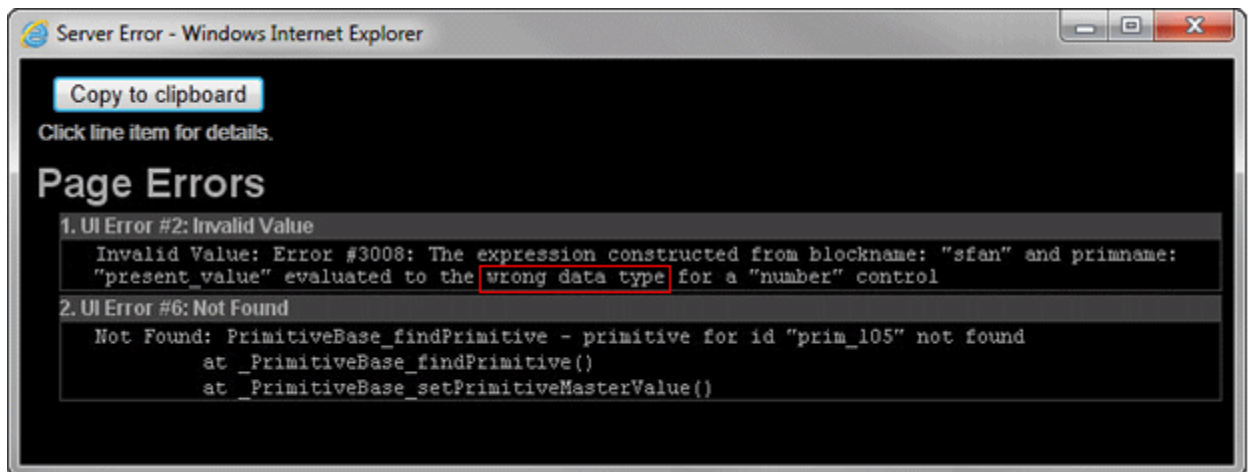 Server Error - Windows Internet Explorer
Copy to clipboard
Click line item for details.
Page Errors
1. UI Error #2: Invalid Value
Invalid Value: Error #3008: The expression constructed from blockname: "sfan" and primname:
"present_value" evaluated to the wrong data type for a "number" control
2. UI Error #6: Not Found
Not Found: PrimitiveBase_findPrimitive - primitive for id "prim_105" not found
at _PrimitiveBase_findPrimitive()
at _PrimitiveBase_setPrimitiveMasterValue()